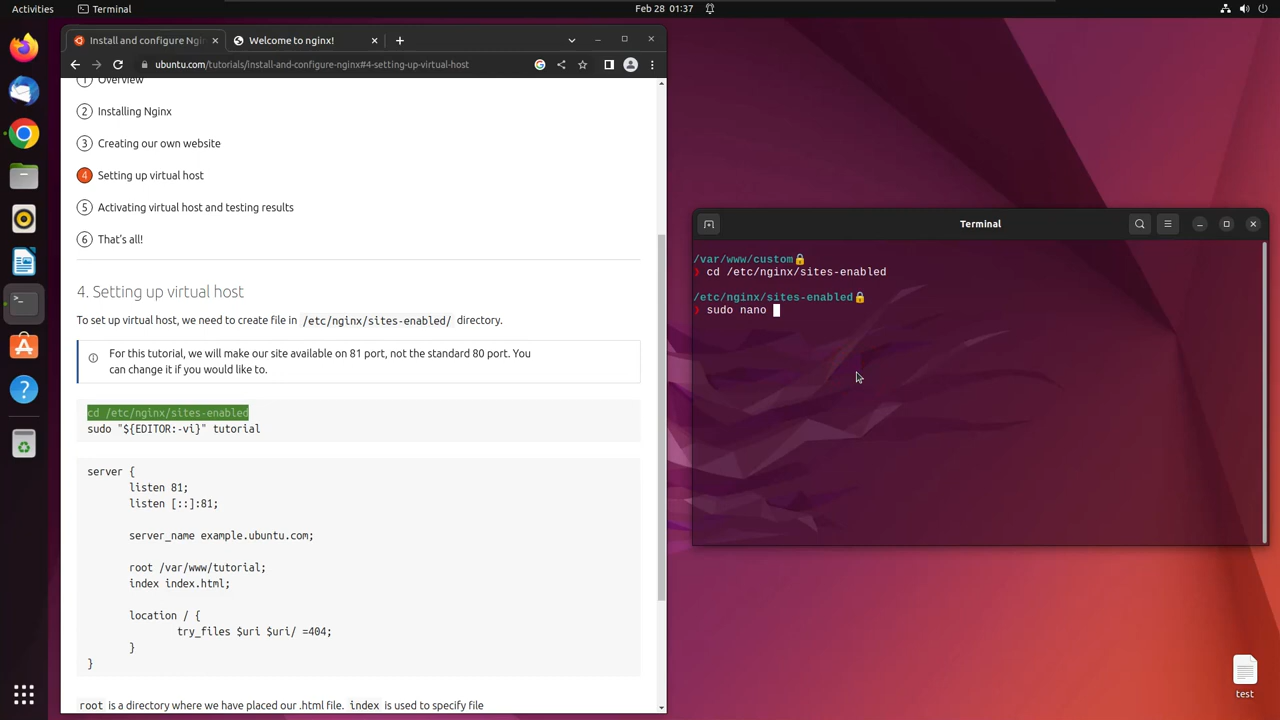 Activities
Terminal
Feb 28 01:37
Install and configure Ngi
Welcome to nginx!
ubuntu.com/tutorials/install-and-configure-nginx#4-setting-up-virtual-host
1 Overview
2 Installing Nginx
3 Creating our own website
4 Setting up virtual host
5 Activating virtual host and testing results
6 That's all!
4. Setting up virtual host
To set up virtual host, we need to create file in /etc/nginx/sites-enabled/ directory.
For this tutorial, we will make our site available on 81 port, not the standard 80 port. You
can change it if you would like to.
cd /etc/nginx/sites-enabled
sudo "${EDITOR:-vi}" tutorial
server {
listen 81;
listen [::]:81;
server_name example.ubuntu.com;
root /var/www/tutorial;
index index.html;
location / {
try_files $uri $uri/ =404;
}
}
root is a directory where we have placed our .html file. index is used to specify file
Terminal
/var/www/custom
❯ cd /etc/nginx/sites-enabled
/etc/nginx/sites-enabled
❯ sudo nano
test